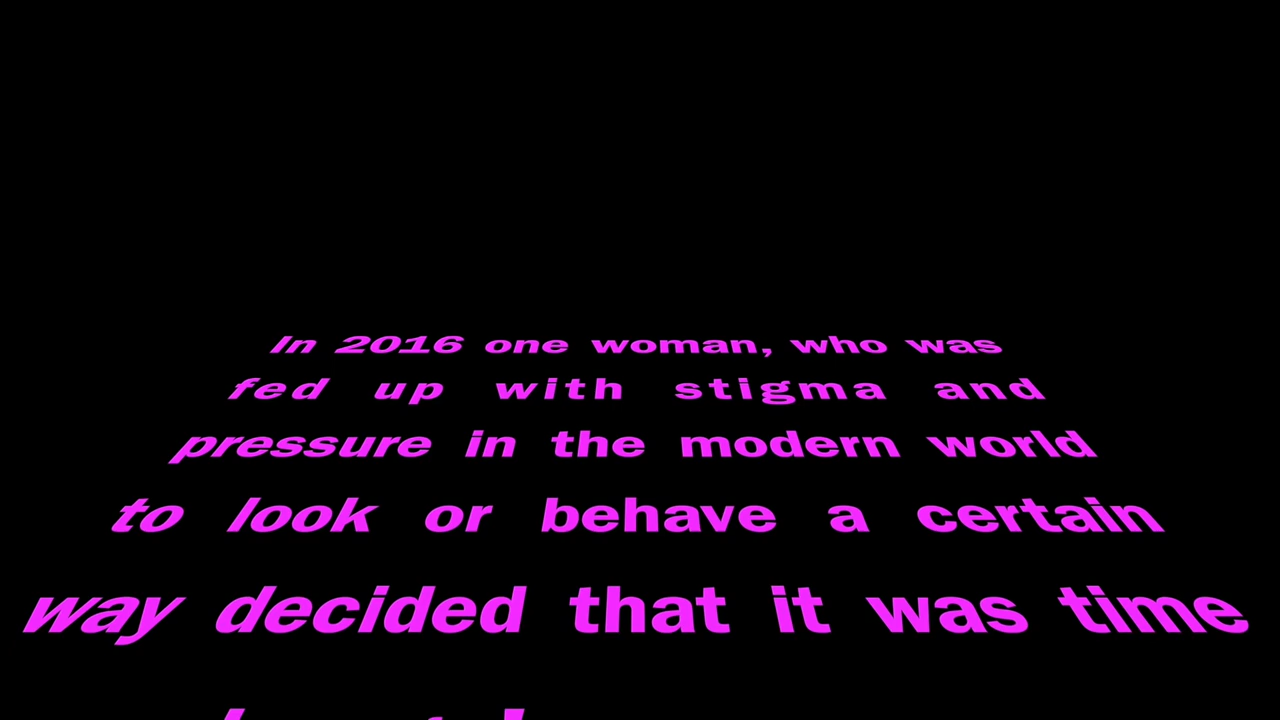 In 2016 one woman, who was
fed up with stigma and
pressure in the modern world
to look or behave a certain
way decided that it was time